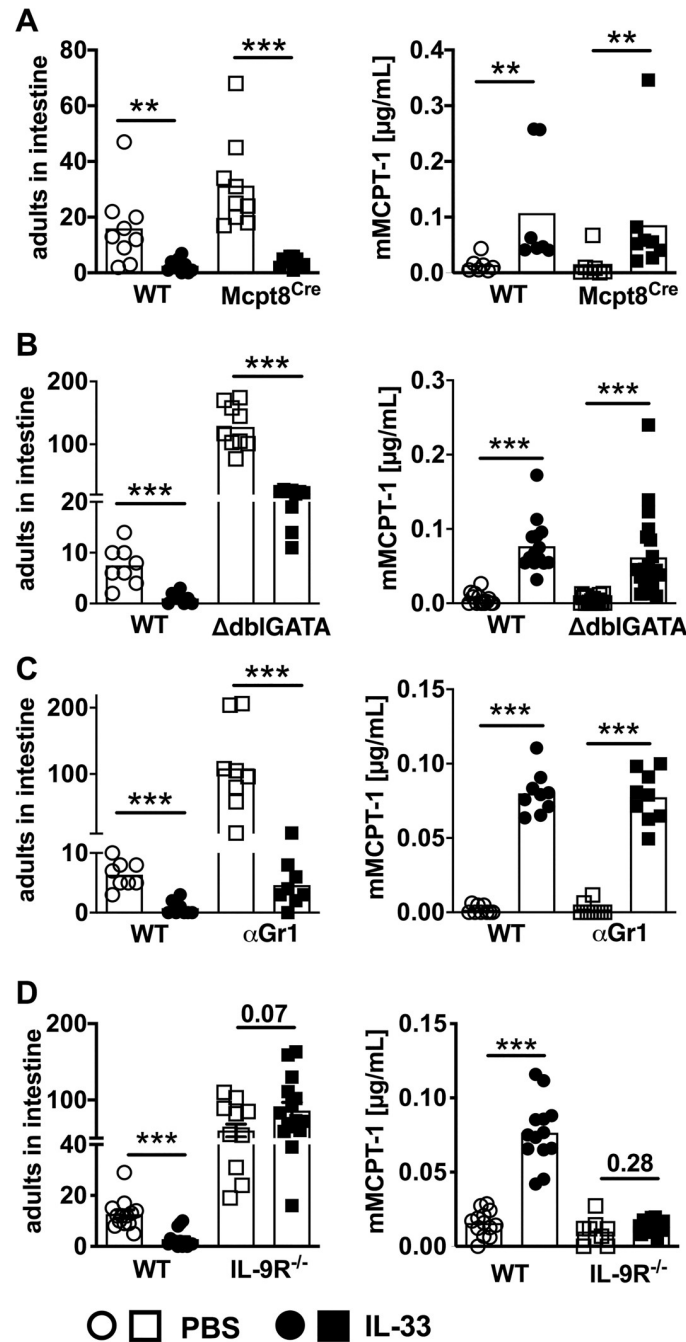 A
adults in intestine
80
60
40
20
0
**
***
WT
Mcpt8Cre
mMCPT-1 [µg/mL]
0.4
0.3
0.2
0.1
0.0
**
**
WT
Mcpt8Cre
B
adults in intestine
200
100
20
10
0
***
***
WT
ΔdblGATA
mMCPT-1 [µg/mL]
0.3
0.2
0.1
0.0
***
***
WT
ΔdblGATA
C
adults in intestine
200
100
10
0
***
***
WT
αGr1
mMCPT-1 [µg/mL]
0.15
0.10
0.05
0.00
***
***
WT
αGr1
D
adults in intestine
200
100
40
20
0
***
0.07
WT
IL-9R-/-
mMCPT-1 [µg/mL]
0.15
0.10
0.05
0.00
***
0.28
WT
IL-9R-/-
PBS
IL-33